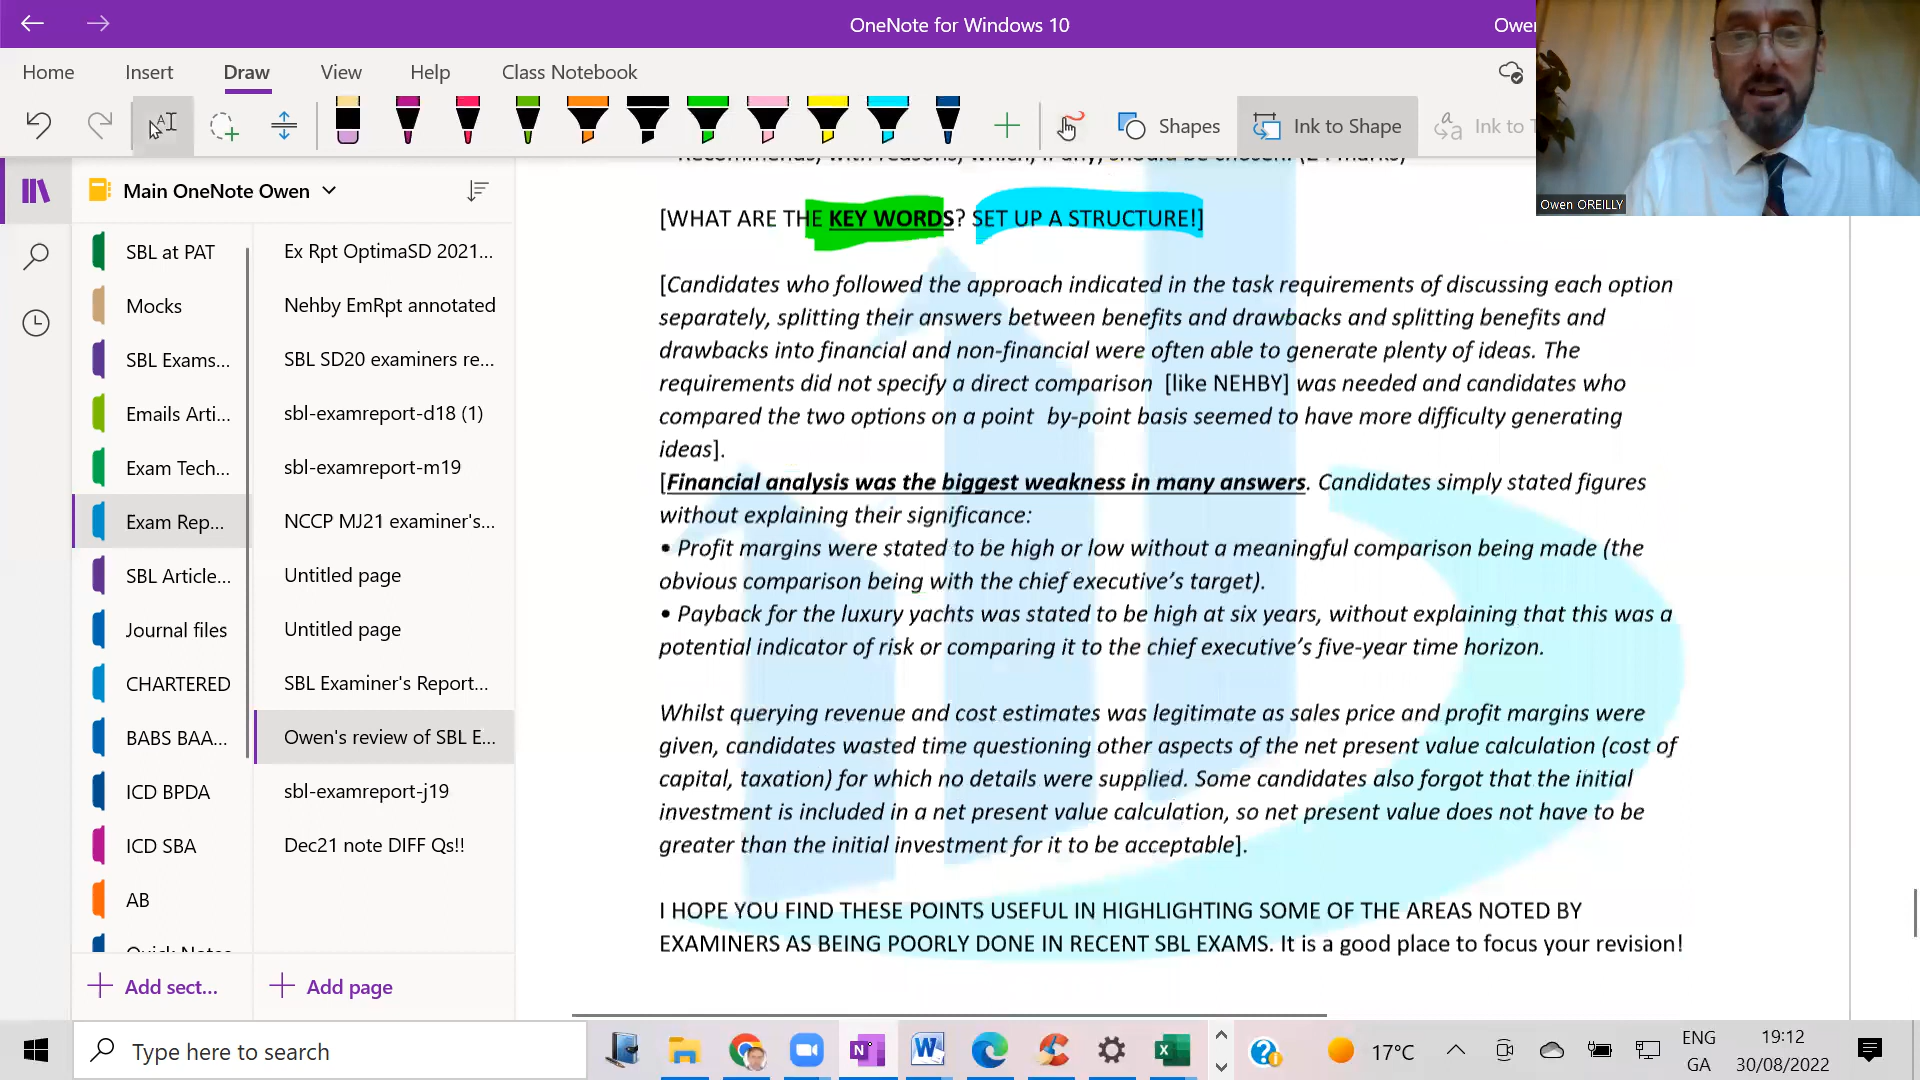 OneNote for Windows 10
Owen
Home
Insert
Draw
View
Help
Class Notebook
Shapes
Ink to Shape
Ink to
Owen OREILLY
Main OneNote Owen
SBL at PAT
Mocks
SBL Exams...
Emails Arti...
Exam Tech...
Exam Rep...
SBL Article...
Journal files
CHARTERED
BABS BAA...
ICD BPDA
ICD SBA
AB
Quick Notes
Add sect...
Ex Rpt OptimaSD 2021...
Nehby EmRpt annotated
SBL SD20 examiners re...
sbl-examreport-d18 (1)
sbl-examreport-m19
NCCP MJ21 examiner's...
Untitled page
Untitled page
SBL Examiner's Report...
Owen's review of SBL E...
sbl-examreport-j19
Dec21 note DIFF Qs!!
Add page
Recommends, with reasons, which, if any, should be chosen. (24 marks)
[WHAT ARE THE KEY WORDS? SET UP A STRUCTURE!]
[Candidates who followed the approach indicated in the task requirements of discussing each option
separately, splitting their answers between benefits and drawbacks and splitting benefits and
drawbacks into financial and non-financial were often able to generate plenty of ideas. The
requirements did not specify a direct comparison [like NEHBY] was needed and candidates who
compared the two options on a point by-point basis seemed to have more difficulty generating
ideas].
[Financial analysis was the biggest weakness in many answers. Candidates simply stated figures
without explaining their significance:
• Profit margins were stated to be high or low without a meaningful comparison being made (the
obvious comparison being with the chief executive's target).
• Payback for the luxury yachts was stated to be high at six years, without explaining that this was a
potential indicator of risk or comparing it to the chief executive's five-year time horizon.
Whilst querying revenue and cost estimates was legitimate as sales price and profit margins were
given, candidates wasted time questioning other aspects of the net present value calculation (cost of
capital, taxation) for which no details were supplied. Some candidates also forgot that the initial
investment is included in a net present value calculation, so net present value does not have to be
greater than the initial investment for it to be acceptable].
I HOPE YOU FIND THESE POINTS USEFUL IN HIGHLIGHTING SOME OF THE AREAS NOTED BY
EXAMINERS AS BEING POORLY DONE IN RECENT SBL EXAMS. It is a good place to focus your revision!
Type here to search
17°C
ENG
GA
19:12
30/08/2022